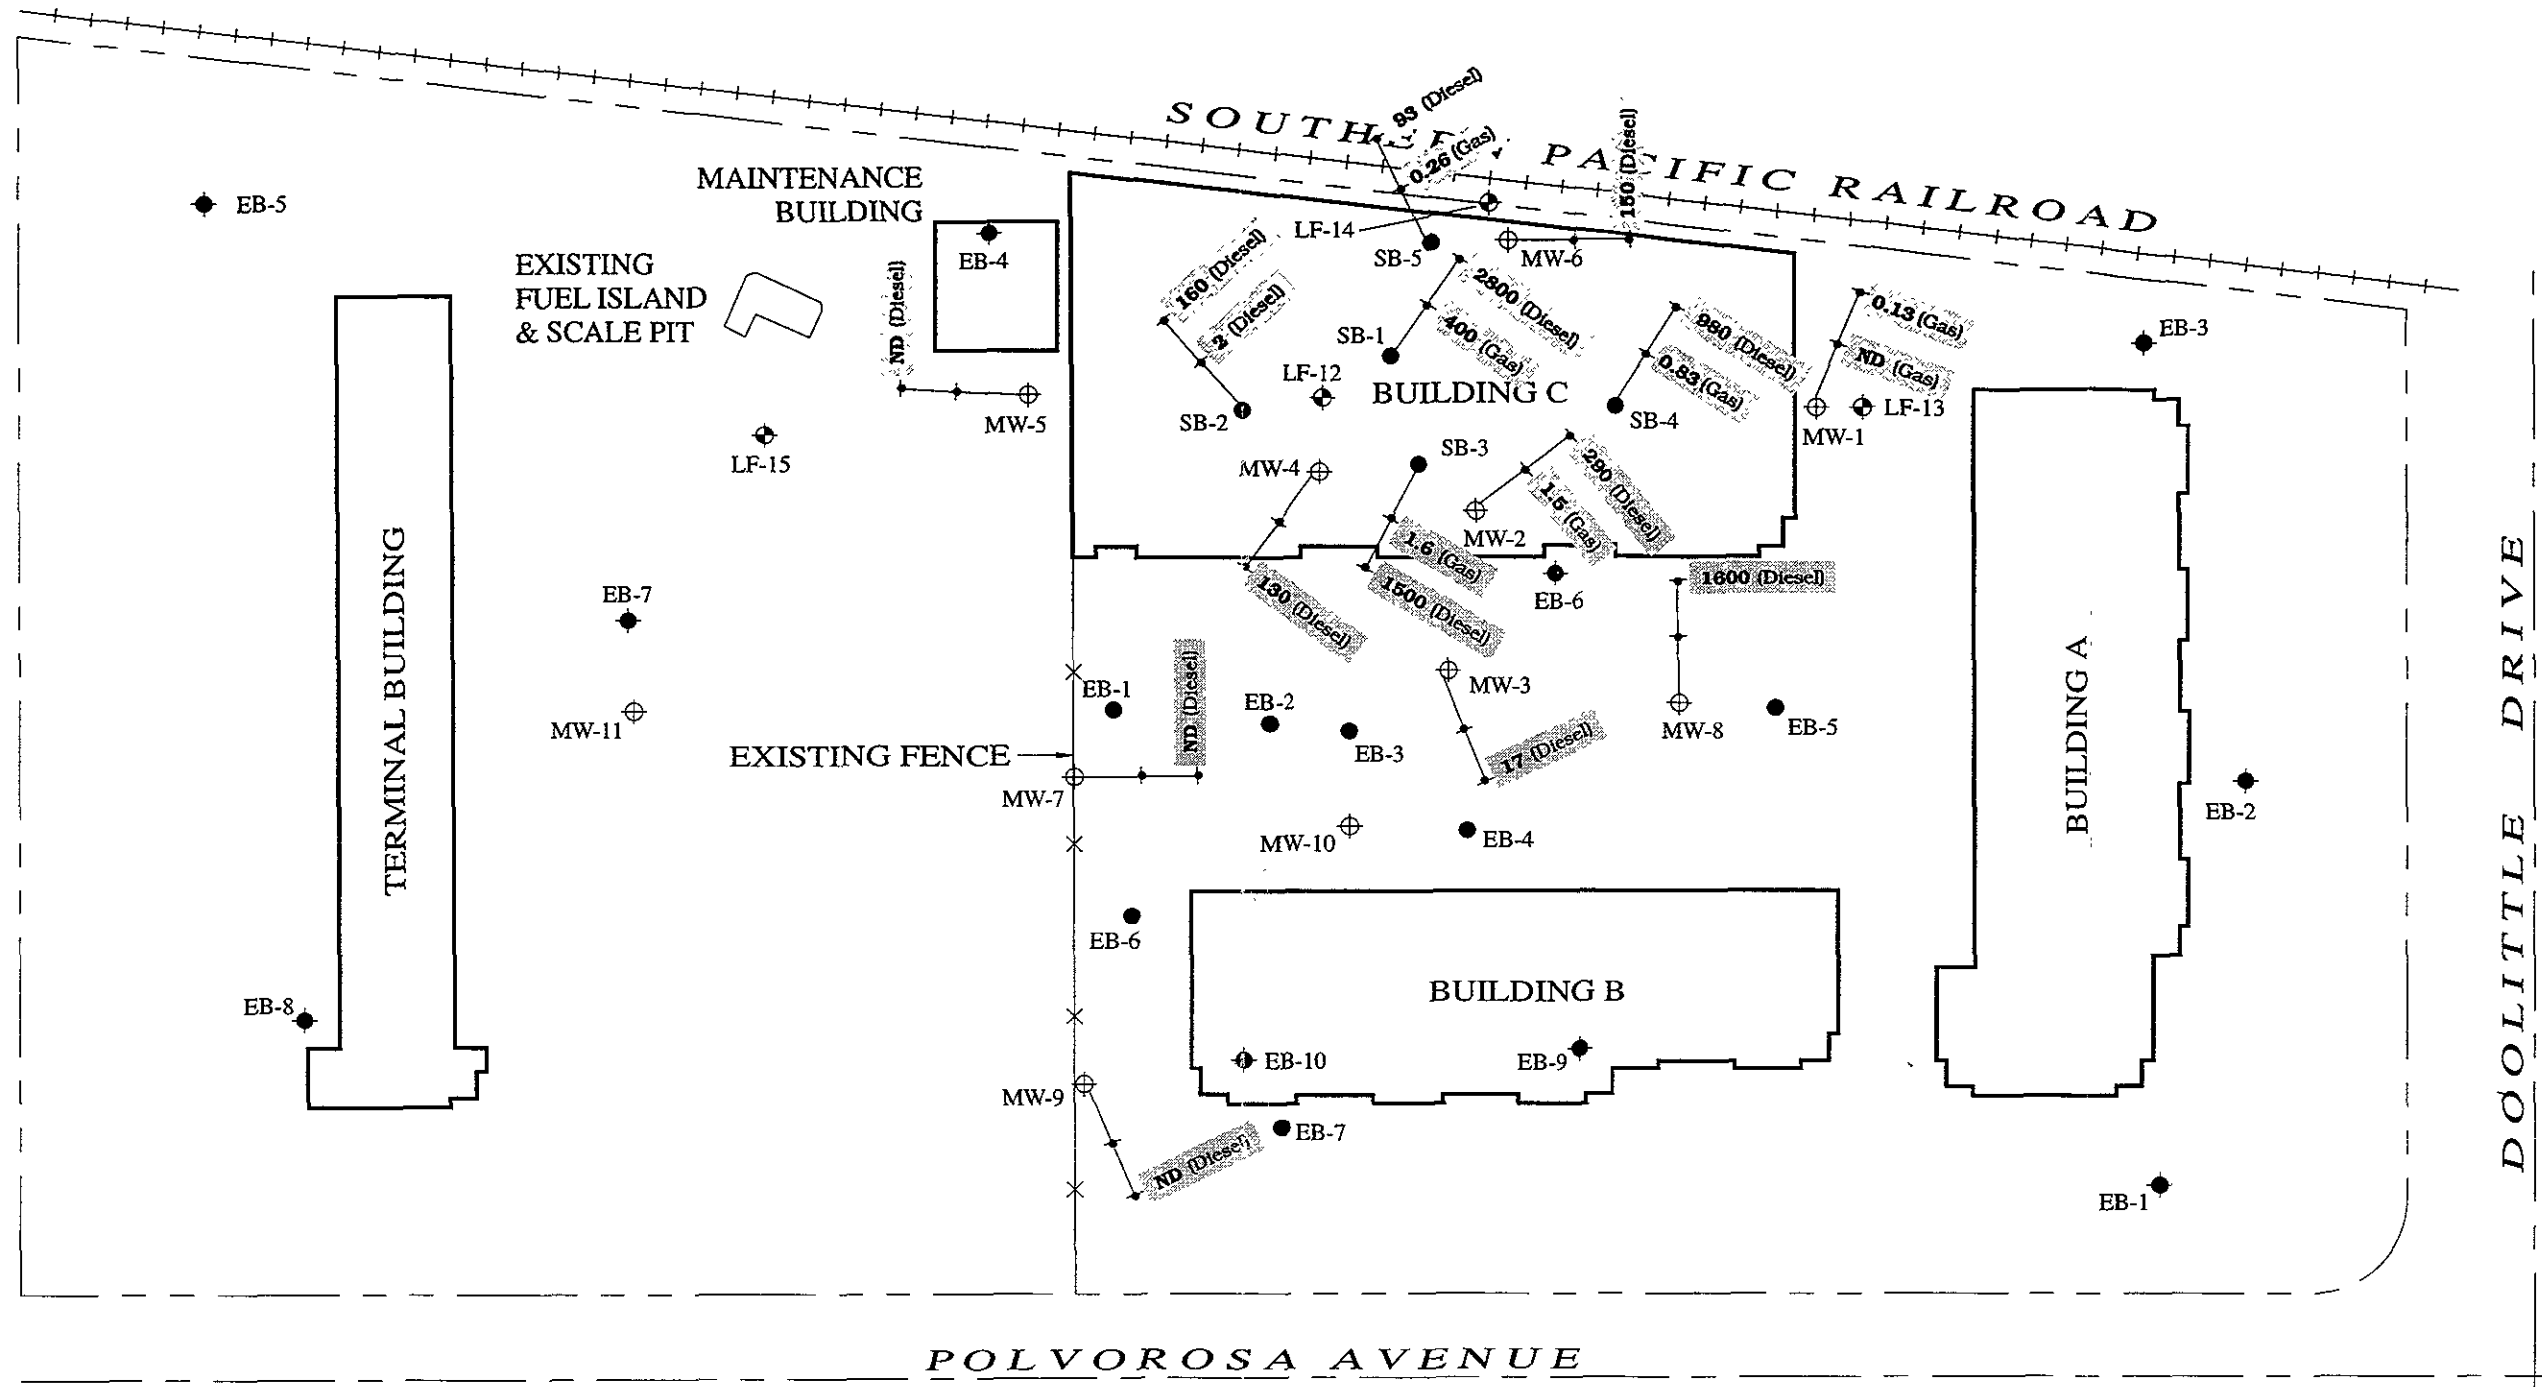 93 (Diesel)
0.26 (Gas)
150 (Diesel)
PACIFIC RAILROAD
MAINTENANCE
BUILDING
EB-5
EB-4
LF-14
SB-5
MW-6
EXISTING
FUEL ISLAND
& SCALE PIT
ND (Diesel)
160 (Diesel)
2 (Diesel)
2800 (Diesel)
400 (Gas)
980 (Diesel)
0.83 (Gas)
0.13 (Gas)
ND (Gas)
EB-3
SB-1
LF-12
BUILDING C
SB-2
SB-4
MW-1
LF-13
MW-5
LF-15
MW-4
SB-3
290 (Diesel)
1.5 (Gas)
MW-2
1.6 (Gas)
1500 (Diesel)
130 (Diesel)
EB-6
1600 (Diesel)
EB-7
TERMINAL BUILDING
MW-11
EB-1
ND (Diesel)
EB-2
EB-3
MW-3
17 (Diesel)
MW-8
EB-5
BUILDING A
EXISTING FENCE
MW-7
MW-10
EB-4
EB-2
EB-6
BUILDING B
EB-8
EB-10
EB-9
MW-9
EB-7
ND (Diesel)
EB-1
DOOLITTLE DRIVE
POLVOROSA AVENUE